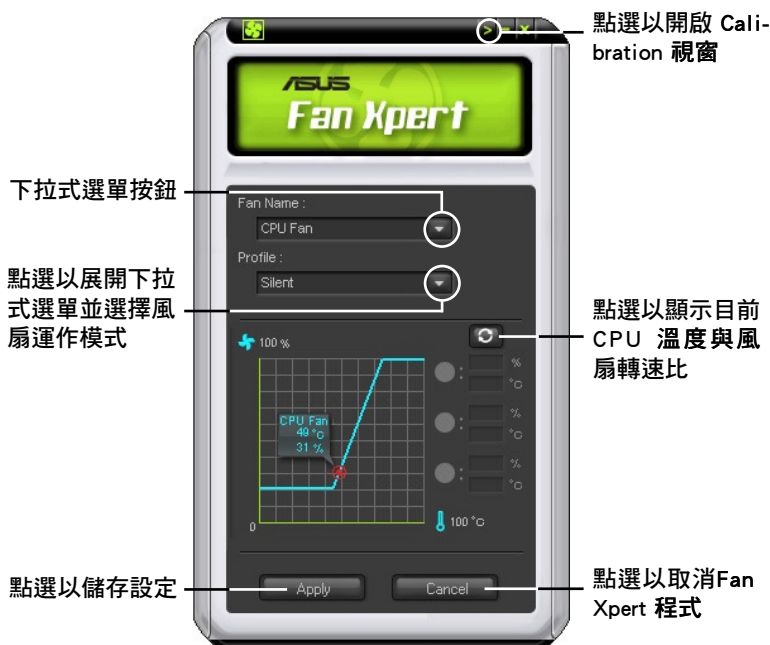 點選以開啟 Cali-
bration 視窗
ASUS
Fan Xpert
下拉式選單按鈕
Fan Name :
CPU Fan
Profile :
Silent
點選以展開下拉
式選單並選擇風
扇運作模式
點選以顯示目前
CPU 溫度與風
扇轉速比
100 %
%
°C
CPU Fan
49 °C
31 %
%
°C
%
°C
0
100 °C
點選以儲存設定
Apply
Cancel
點選以取消Fan
Xpert 程式